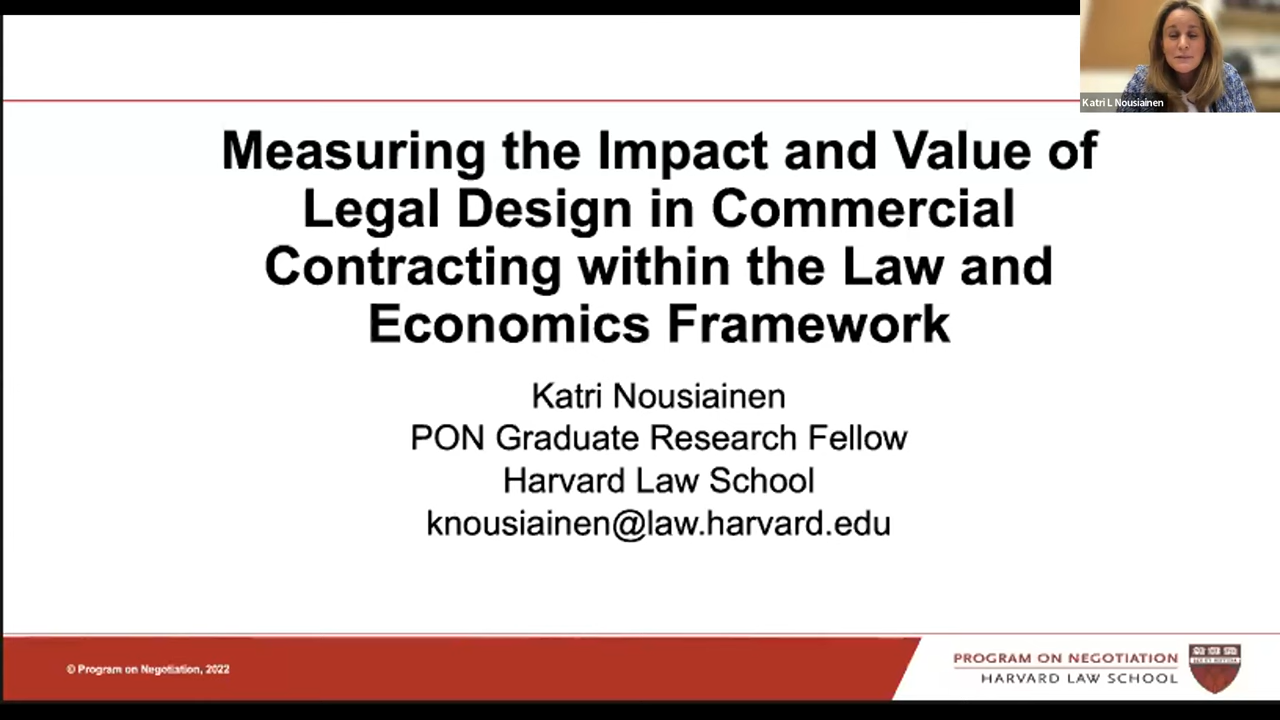 Katri L Nousiainen
Measuring the Impact and Value of
Legal Design in Commercial
Contracting within the Law and
Economics Framework
Katri Nousiainen
PON Graduate Research Fellow
Harvard Law School
knousiainen@law.harvard.edu
© Program on Negotiation, 2022
PROGRAM ON NEGOTIATION
HARVARD LAW SCHOOL